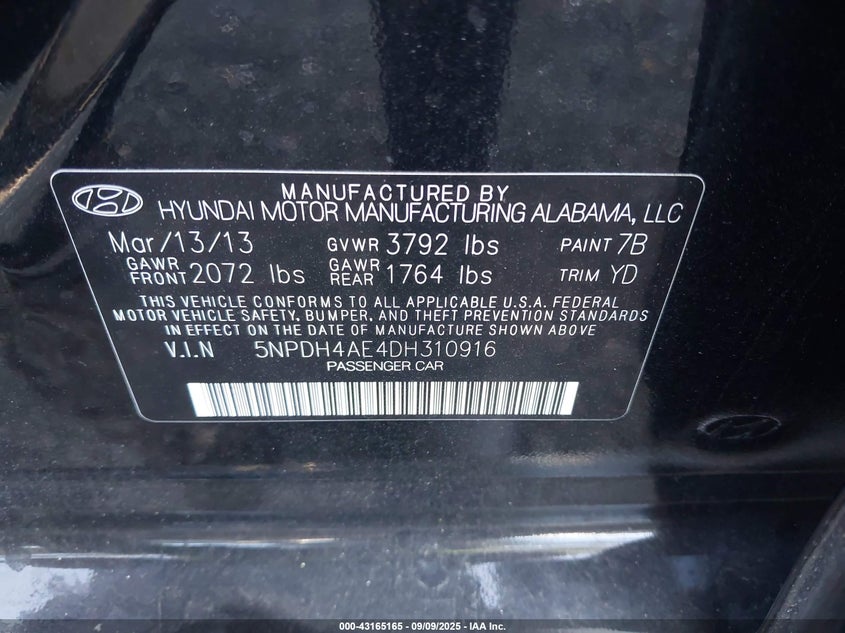 MANUFACTURED BY
HYUNDAI MOTOR MANUFACTURING ALABAMA, LLC
Mar/13/13 GVWR 3792 lbs PAINT 7B
GAWR FRONT 2072 lbs GAWR REAR 1764 lbs TRIM YD
THIS VEHICLE CONFORMS TO ALL APPLICABLE U.S.A. FEDERAL
MOTOR VEHICLE SAFETY, BUMPER, AND THEFT PREVENTION STANDARDS
IN EFFECT ON THE DATE OF MANUFACTURE SHOWN ABOVE
V.I.N 5NPDH4AE4DH310916
PASSENGER CAR
000-43165165 - 09/09/2025 - IAA Inc.